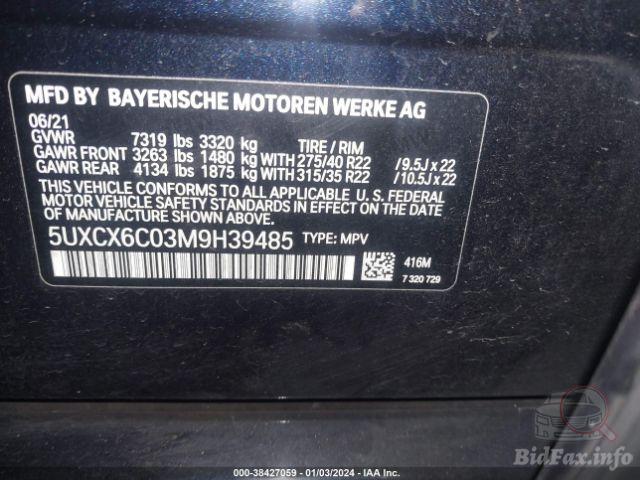 MFD BY BAYERISCHE MOTOREN WERKE AG
06/21
GVWR 7319 lbs 3320 kg TIRE / RIM
GAWR FRONT 3263 lbs 1480 kg WITH 275/40 R22 /9.5J x 22
GAWR REAR 4134 lbs 1875 kg WITH 315/35 R22 /10.5J x 22
THIS VEHICLE CONFORMS TO ALL APPLICABLE U. S. FEDERAL
MOTOR VEHICLE SAFETY STANDARDS IN EFFECT ON THE
DATE OF MANUFACTURE SHOWN ABOVE.
5UXCX6C03M9H39485 TYPE: MPV
416M
7 320 729
BidFax.info
000-38427059 - 01/03/2024 - IAA Inc.